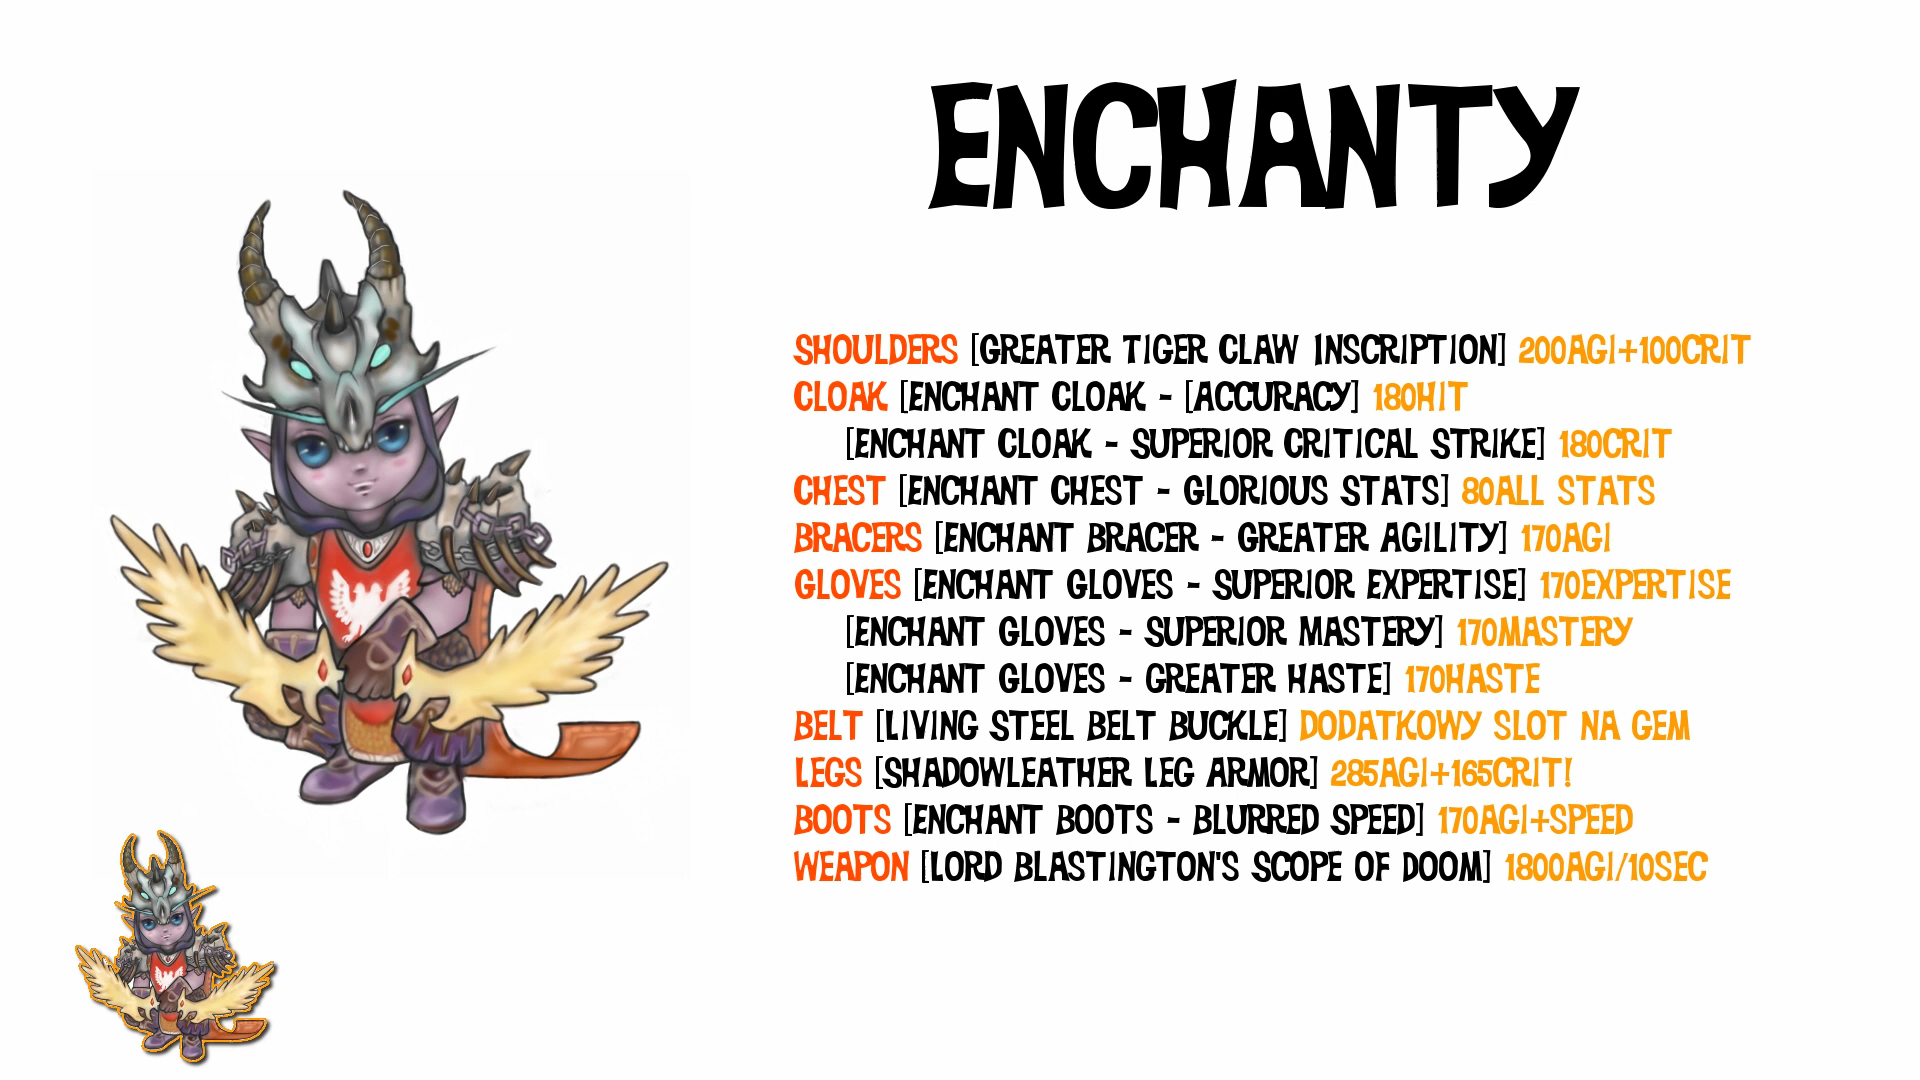 ENCHANTY
SHOULDERS [GREATER TIGER CLAW INSCRIPTION] 200AGI+100CRIT
CLOAK [ENCHANT CLOAK - [ACCURACY] 180HIT
[ENCHANT CLOAK - SUPERIOR CRITICAL STRIKE] 180CRIT
CHEST [ENCHANT CHEST - GLORIOUS STATS] 80ALL STATS
BRACERS [ENCHANT BRACER - GREATER AGILITY] 170AGI
GLOVES [ENCHANT GLOVES - SUPERIOR EXPERTISE] 170EXPERTISE
[ENCHANT GLOVES - SUPERIOR MASTERY] 170MASTERY
[ENCHANT GLOVES - GREATER HASTE] 170HASTE
BELT [LIVING STEEL BELT BUCKLE] DODATKOWY SLOT NA GEM
LEGS [SHADOWLEATHER LEG ARMOR] 285AGI+165CRIT!
BOOTS [ENCHANT BOOTS - BLURRED SPEED] 170AGI+SPEED
WEAPON [LORD BLASTINGTON'S SCOPE OF DOOM] 1800AGI/10SEC